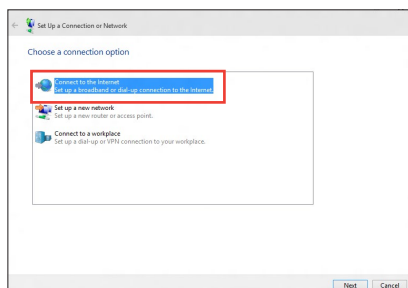 Set Up a Connection or Network
Choose a connection option
Connect to the Internet
Set up a broadband or dial-up connection to the Internet.
Set up a new network
Set up a new router or access point.
Connect to a workplace
Set up a dial-up or VPN connection to your workplace.
Next Cancel